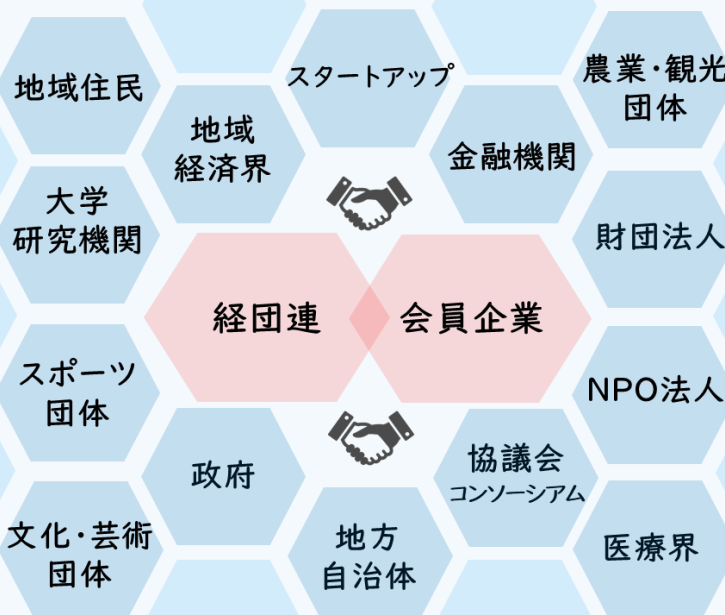 地域住民
スタートアップ
農業・観光
団体
地域
経済界
金融機関
大学
研究機関
財団法人
経団連
会員企業
スポーツ
団体
NPO法人
政府
協議会
コンソーシアム
文化・芸術
団体
地方
自治体
医療界